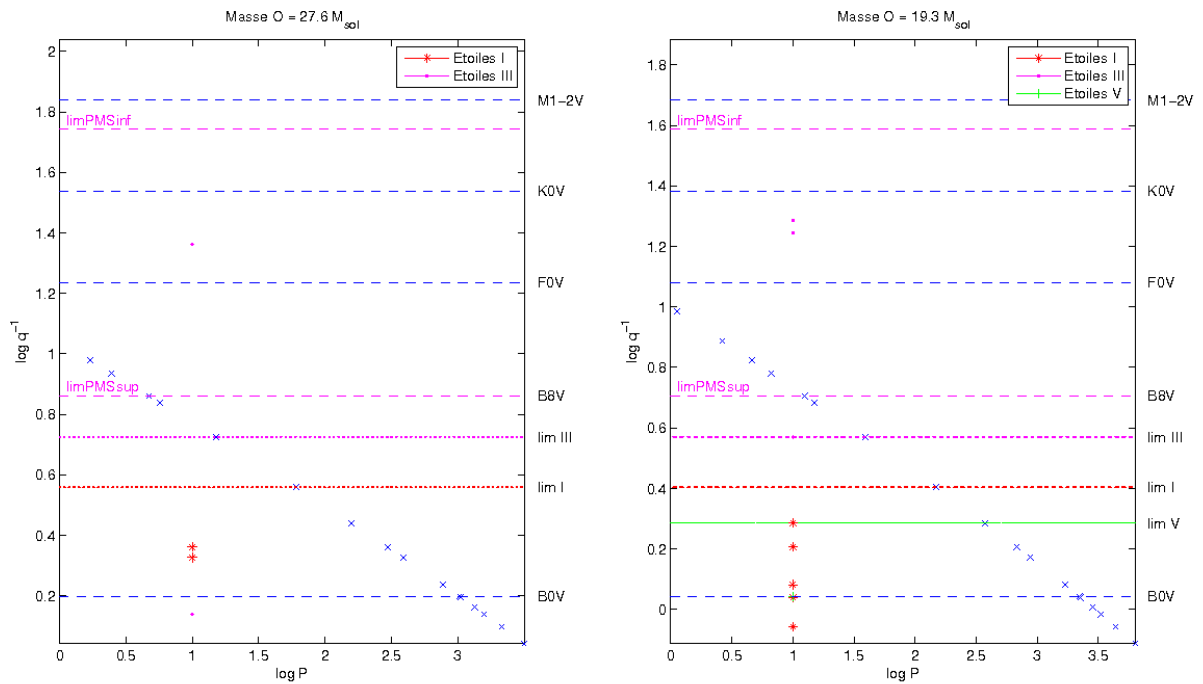 Masse O = 27.6 M_sol
Etoiles I
Etoiles III
2
1.8
1.6
1.4
1.2
1
0.8
0.6
0.4
0.2
log q^-1
limPMSinf
limPMSsup
M1-2V
K0V
F0V
B8V
lim III
lim I
B0V
0
0.5
1
1.5
2
2.5
3
log P
Masse O = 19.3 M_sol
Etoiles I
Etoiles III
Etoiles V
1.8
1.6
1.4
1.2
1
0.8
0.6
0.4
0.2
0
log q^-1
limPMSinf
limPMSsup
M1-2V
K0V
F0V
B8V
lim III
lim I
lim V
B0V
0
0.5
1
1.5
2
2.5
3
3.5
log P